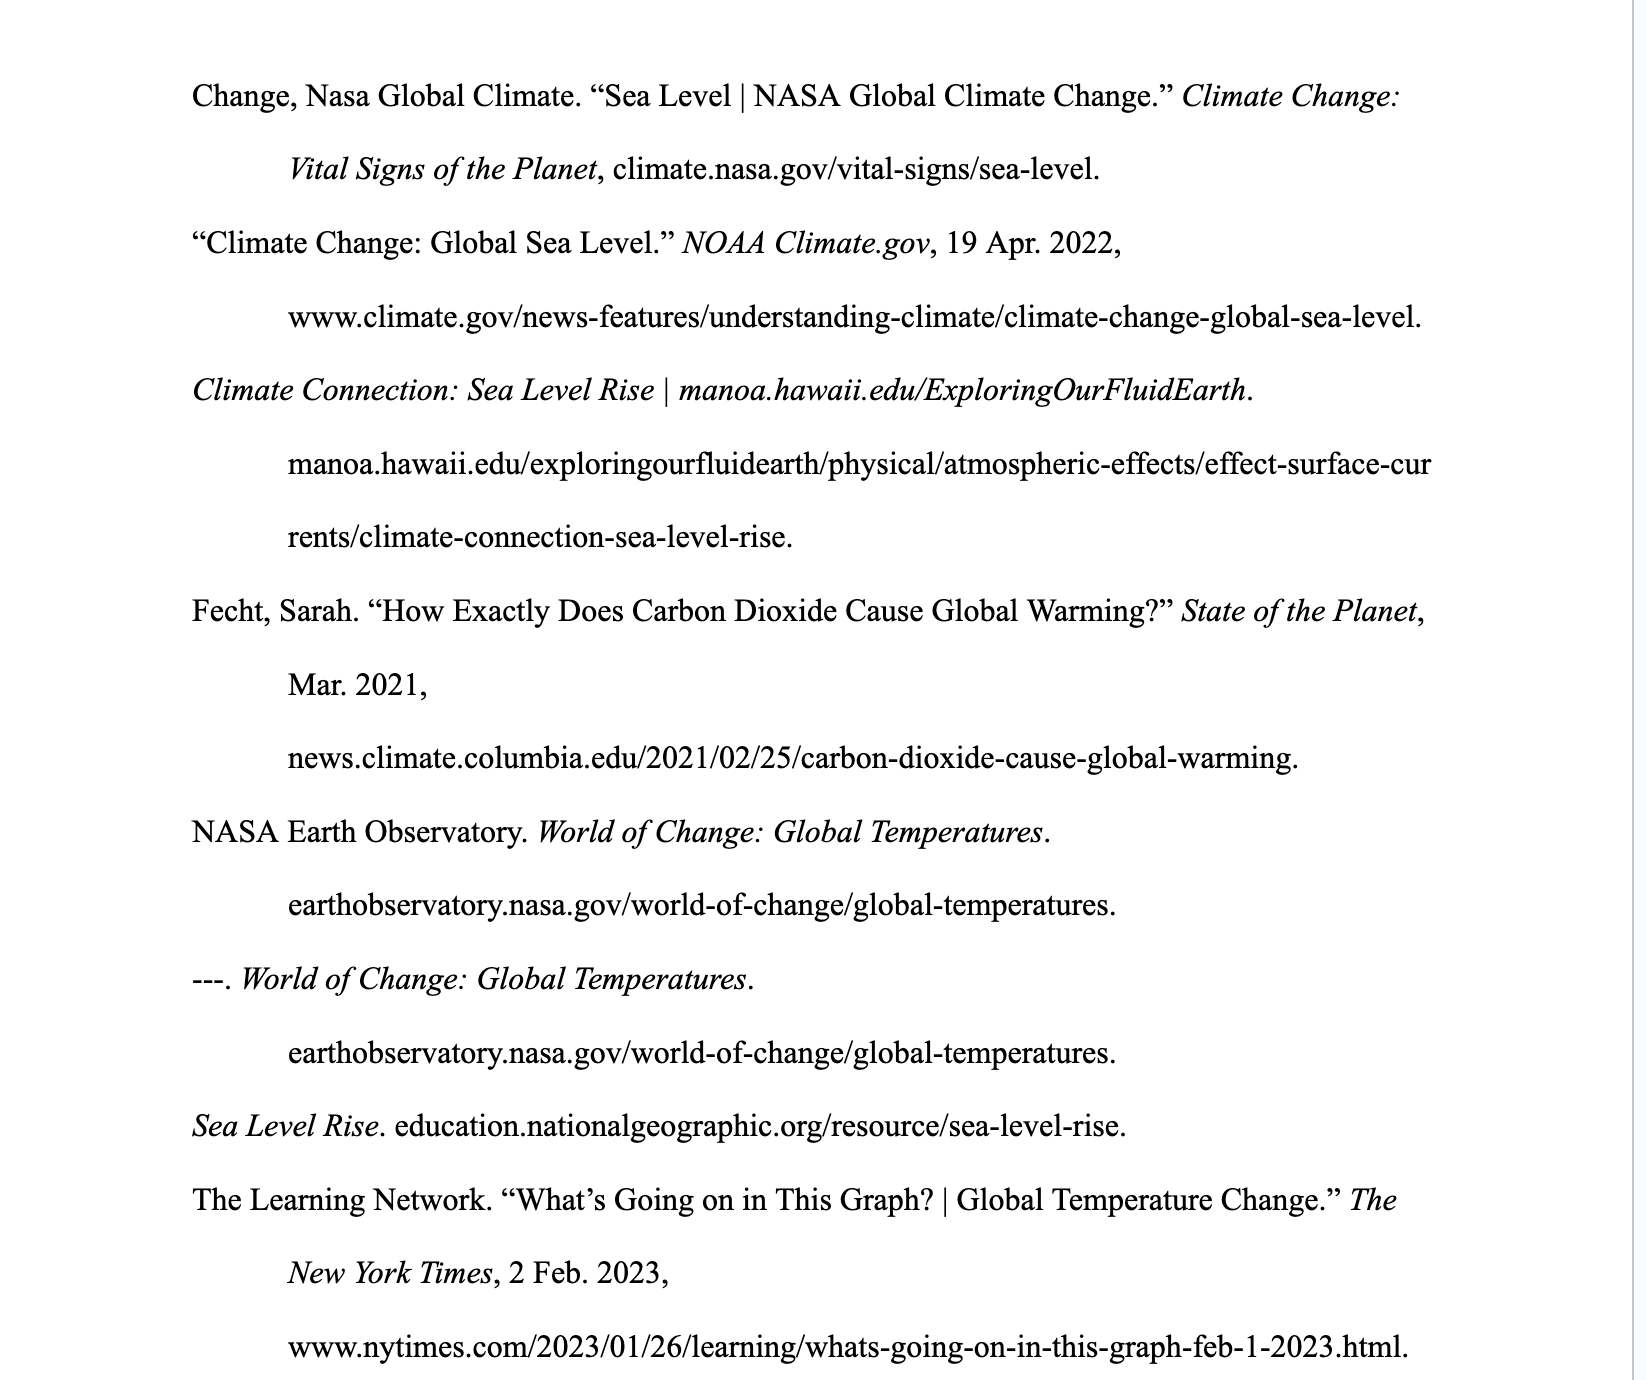 Change, Nasa Global Climate. “Sea Level | NASA Global Climate Change.” Climate Change:
Vital Signs of the Planet, climate.nasa.gov/vital-signs/sea-level.
“Climate Change: Global Sea Level.” NOAA Climate.gov, 19 Apr. 2022,
www.climate.gov/news-features/understanding-climate/climate-change-global-sea-level.
Climate Connection: Sea Level Rise | manoa.hawaii.edu/ExploringOurFluidEarth.
manoa.hawaii.edu/exploringourfluidearth/physical/atmospheric-effects/effect-surface-cur
rents/climate-connection-sea-level-rise.
Fecht, Sarah. “How Exactly Does Carbon Dioxide Cause Global Warming?” State of the Planet,
Mar. 2021,
news.climate.columbia.edu/2021/02/25/carbon-dioxide-cause-global-warming.
NASA Earth Observatory. World of Change: Global Temperatures.
earthobservatory.nasa.gov/world-of-change/global-temperatures.
---. World of Change: Global Temperatures.
earthobservatory.nasa.gov/world-of-change/global-temperatures.
Sea Level Rise. education.nationalgeographic.org/resource/sea-level-rise.
The Learning Network. “What’s Going on in This Graph? | Global Temperature Change.” The
New York Times, 2 Feb. 2023,
www.nytimes.com/2023/01/26/learning/whats-going-on-in-this-graph-feb-1-2023.html.